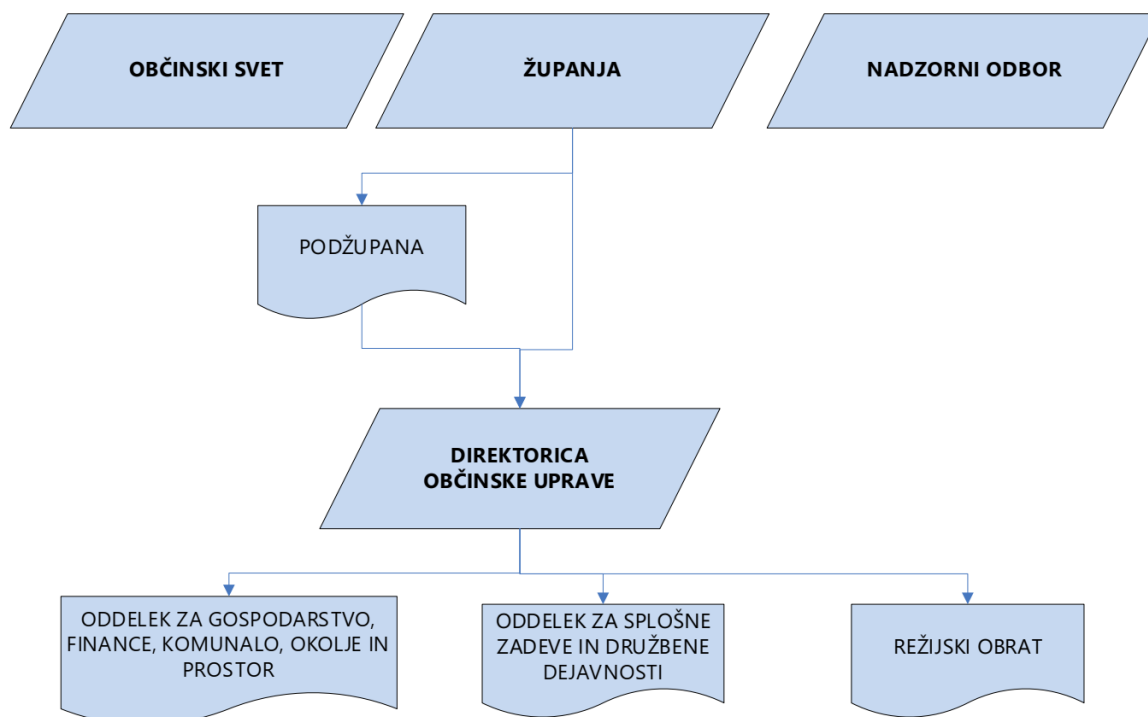 OBČINSKI SVET
ŽUPANJA
NADZORNI ODBOR
PODŽUPANA
DIREKTORICA
OBČINSKE UPRAVE
ODDELEK ZA GOSPODARSTVO,
FINANCE, KOMUNALO, OKOLJE IN
PROSTOR
ODDELEK ZA SPLOŠNE
ZADEVE IN DRUŽBENE
DEJAVNOSTI
REŽIJSKI OBRAT